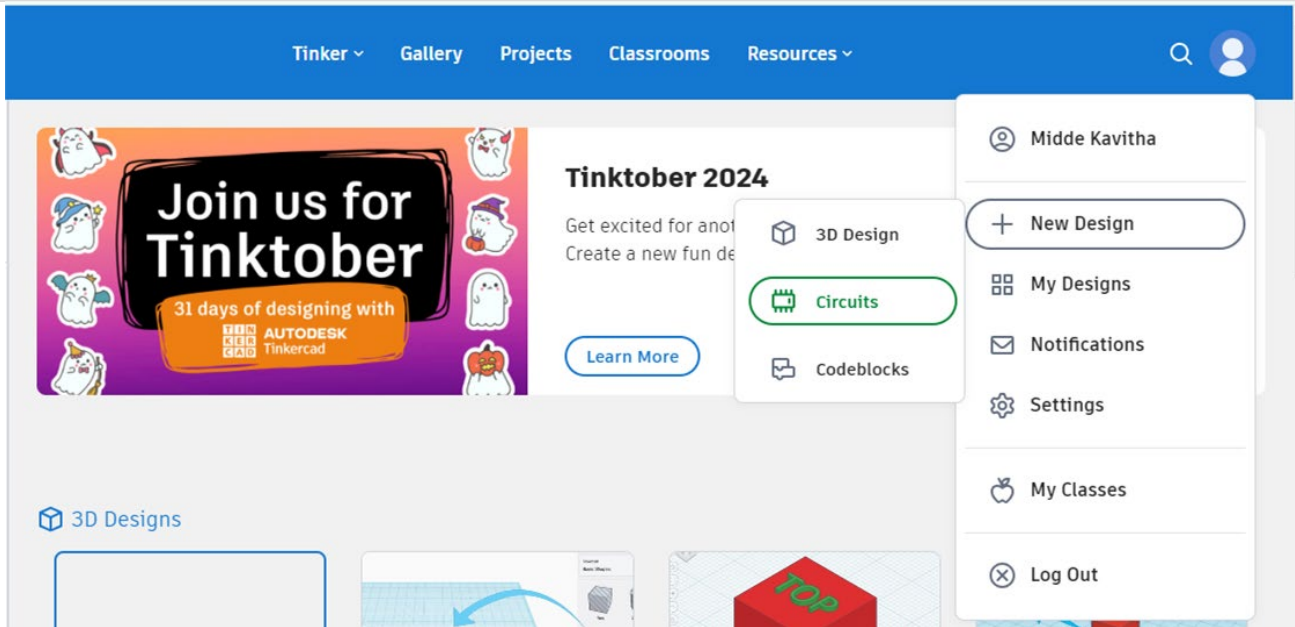 Tinker Gallery Projects Classrooms Resources
Join us for
Tinktober
31 days of designing with
TIN
KER
CAD
AUTODESK
Tinkercad
Tinktober 2024
Get excited for anot
Create a new fun de
Learn More
3D Design
Circuits
Codeblocks
Midde Kavitha
New Design
My Designs
Notifications
Settings
My Classes
Log Out
3D Designs
Basic Shapes
TOP